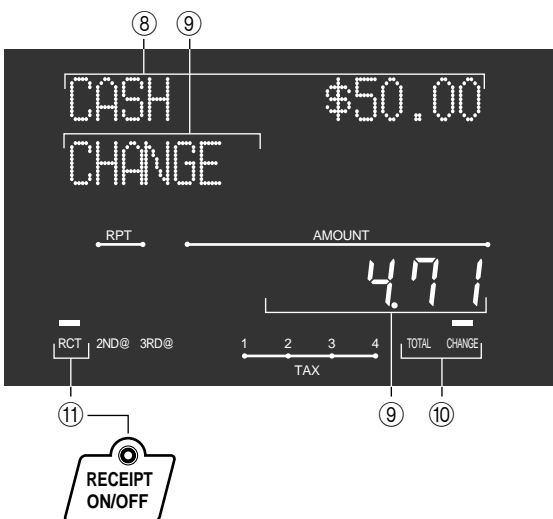 ⑧ ⑨
CASH $50.00
CHANGE
RPT AMOUNT
4.71
RCT 2ND@ 3RD@ 1 2 3 4 TOTAL CHANGE
TAX
⑪ ⑨ ⑩
RECEIPT
ON/OFF